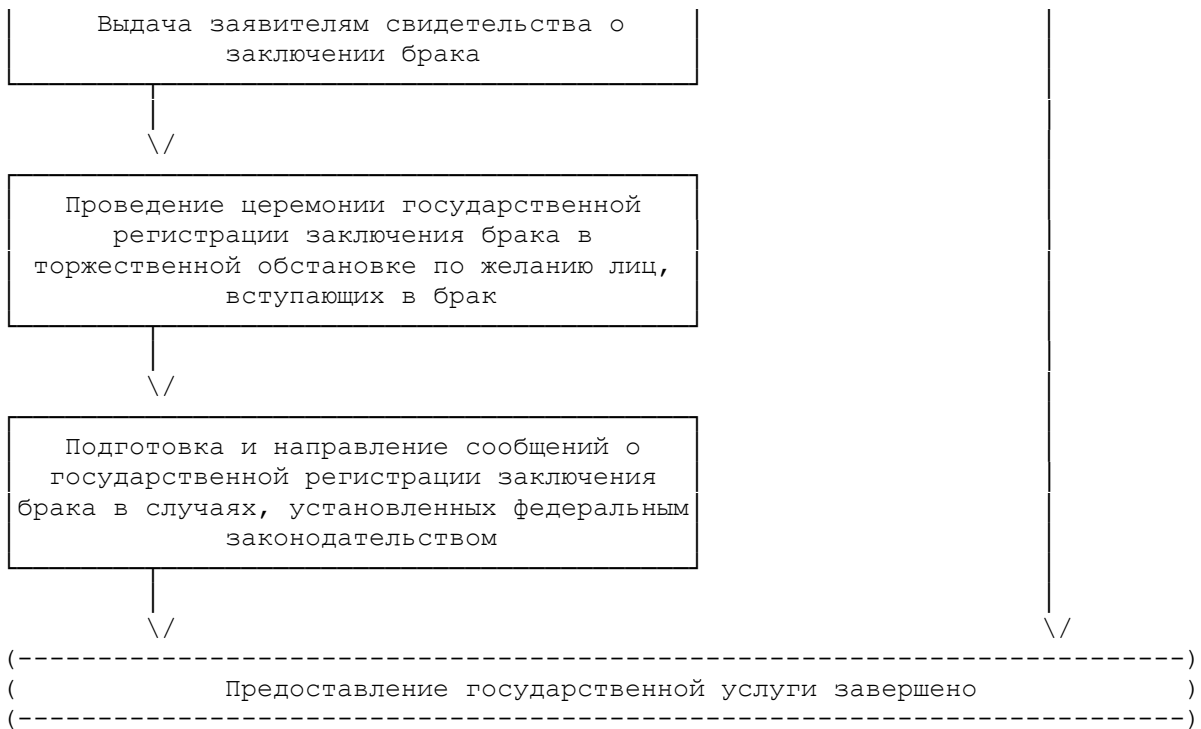 Выдача заявителям свидетельства о
заключении брака
\/
Проведение церемонии государственной
регистрации заключения брака в
торжественной обстановке по желанию лиц,
вступающих в брак
\/
Подготовка и направление сообщений о
государственной регистрации заключения
брака в случаях, установленных федеральным
законодательством
\/ \/
(-------------------------------------------------------------------------)
( Предоставление государственной услуги завершено )
(-------------------------------------------------------------------------)